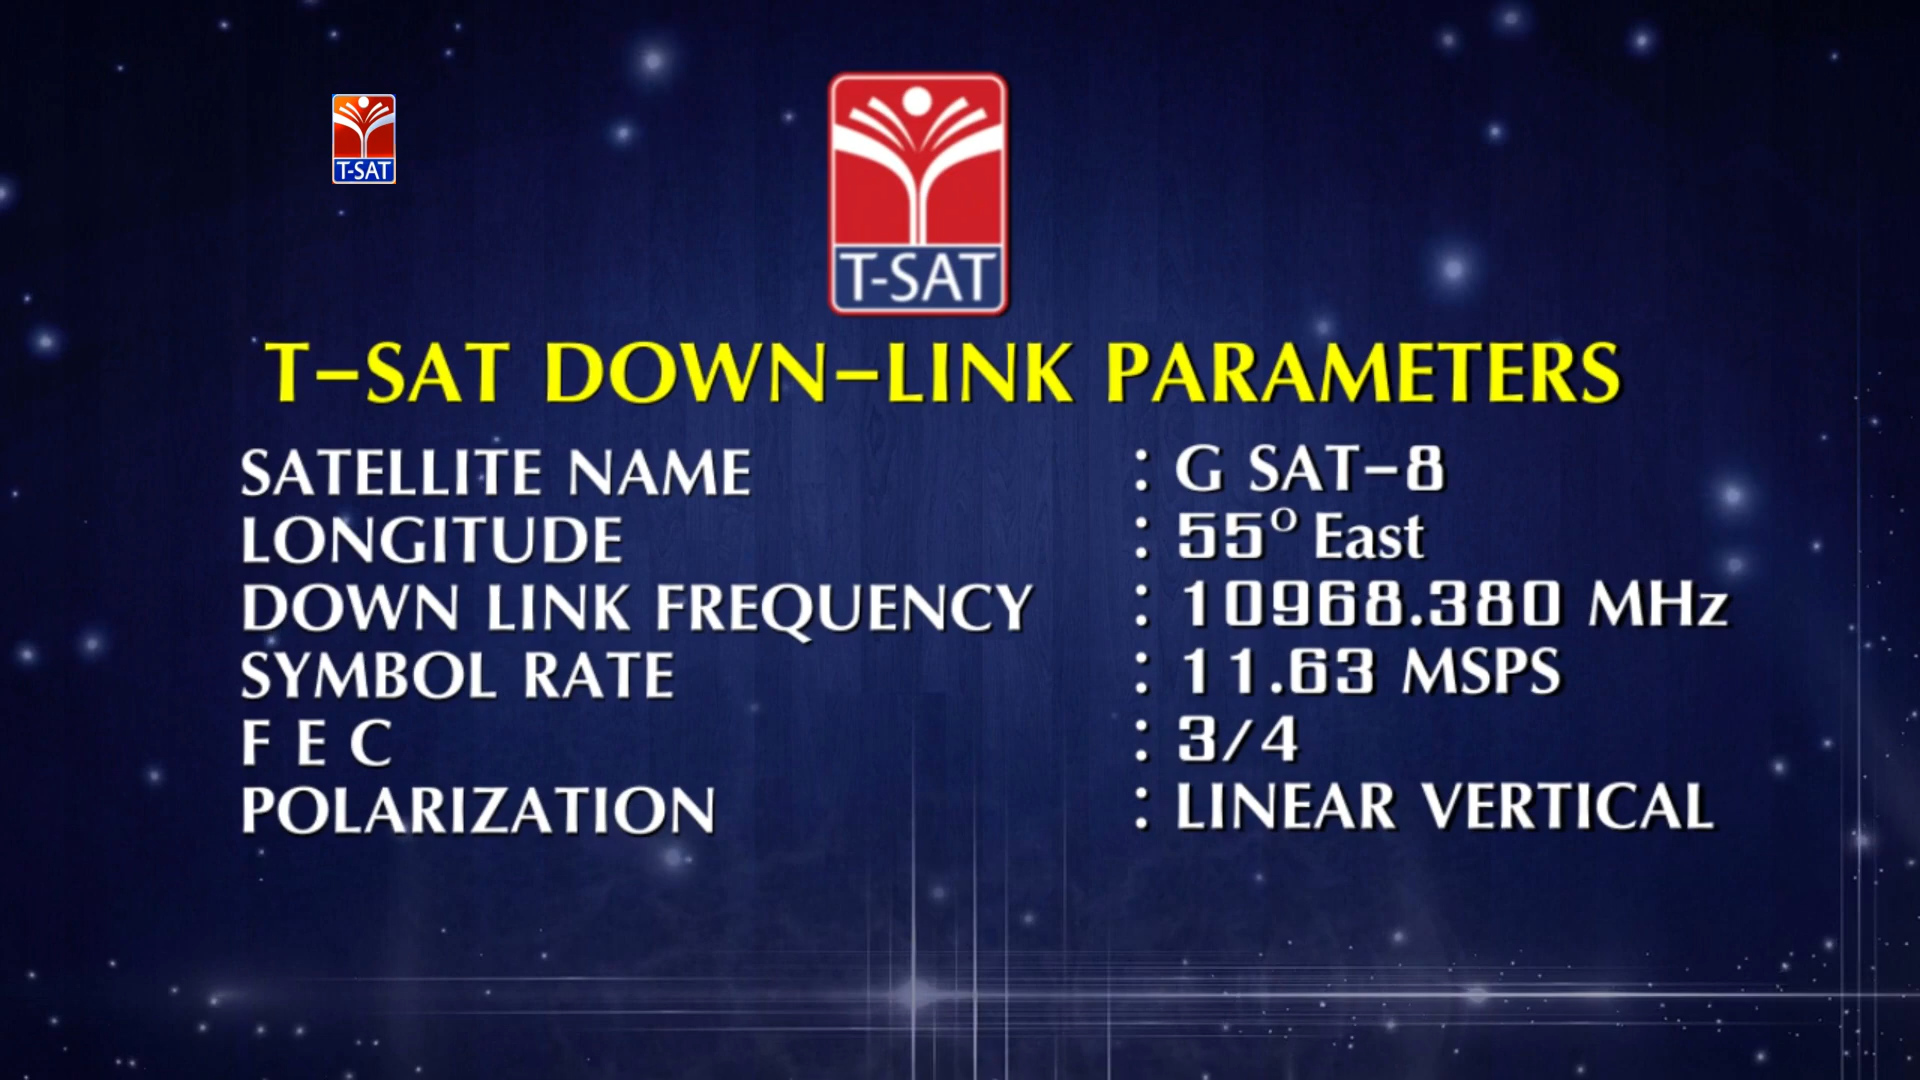 T-SAT
T-SAT
T-SAT DOWN-LINK PARAMETERS
SATELLITE NAME : G SAT-8
LONGITUDE : 55° East
DOWN LINK FREQUENCY : 10968.380 MHz
SYMBOL RATE : 11.63 MSPS
F E C : 3/4
POLARIZATION : LINEAR VERTICAL